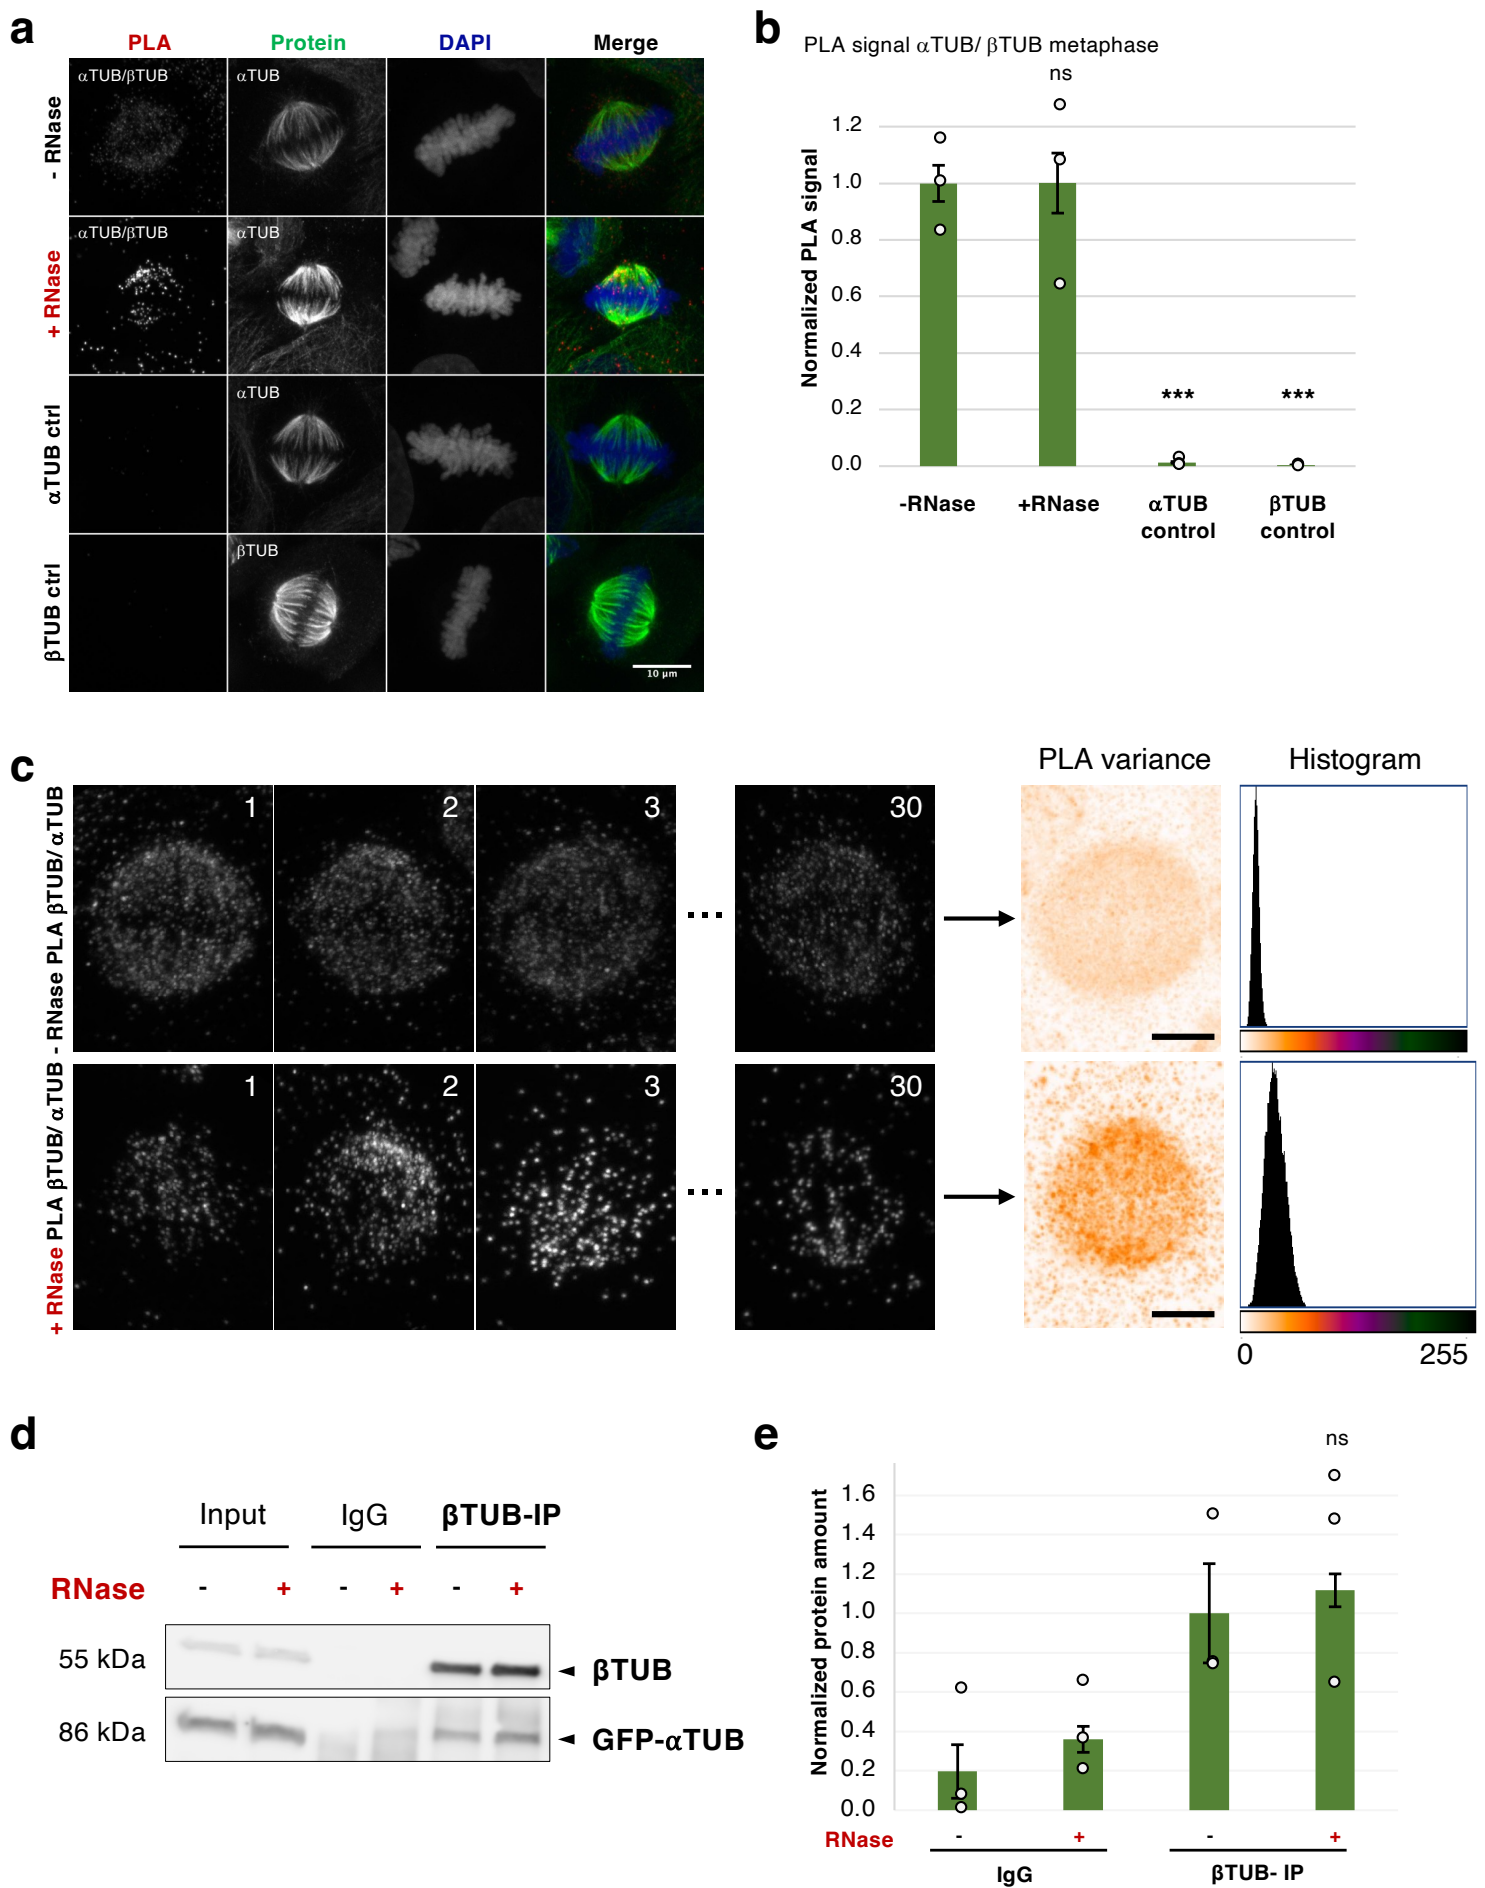 a
PLA
Protein
DAPI
Merge
- RNase
αTUB/βTUB
αTUB
+ RNase
αTUB/βTUB
αTUB
αTUB ctrl
αTUB
βTUB ctrl
βTUB
10 μm
b
PLA signal αTUB/ βTUB metaphase
ns
Normalized PLA signal
1.2
1.0
0.8
0.6
0.4
0.2
0.0
***
***
-RNase
+RNase
αTUB
control
βTUB
control
c
PLA variance
Histogram
- RNase PLA βTUB/ αTUB
1
2
3
...
30
+ RNase PLA βTUB/ αTUB
1
2
3
...
30
0
255
d
Input
IgG
βTUB-IP
RNase
-
+
-
+
-
+
55 kDa
βTUB
86 kDa
GFP-αTUB
e
ns
Normalized protein amount
1.6
1.4
1.2
1.0
0.8
0.6
0.4
0.2
0.0
RNase
-
+
-
+
IgG
βTUB- IP